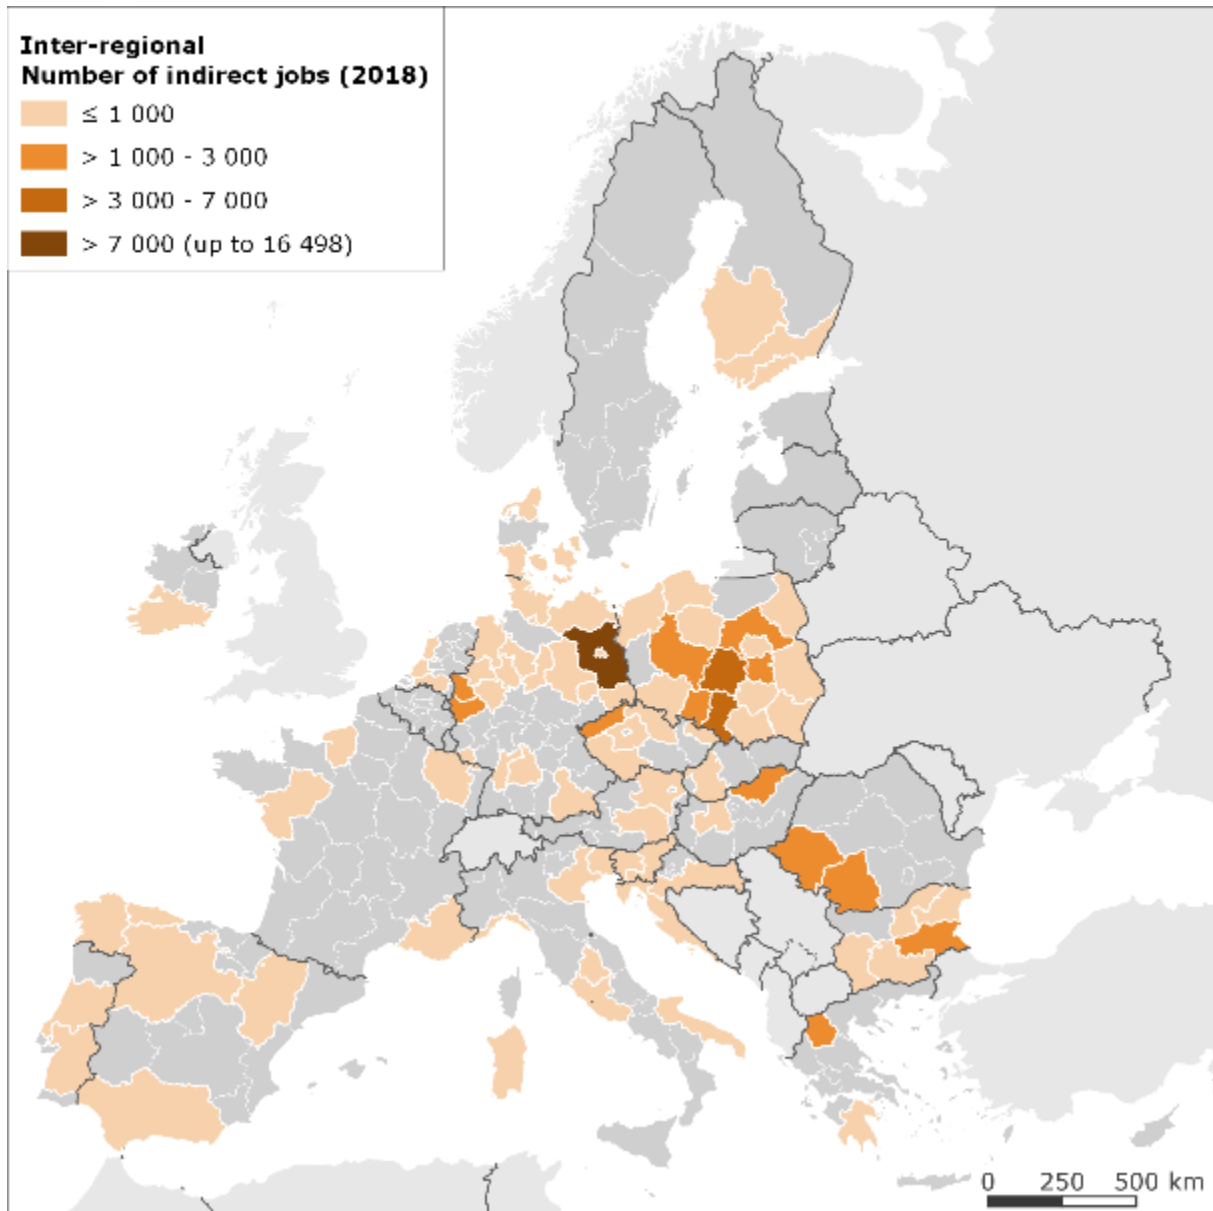 Inter-regional
Number of indirect jobs (2018)
≤ 1 000
> 1 000 - 3 000
> 3 000 - 7 000
> 7 000 (up to 16 498)
0 250 500 km